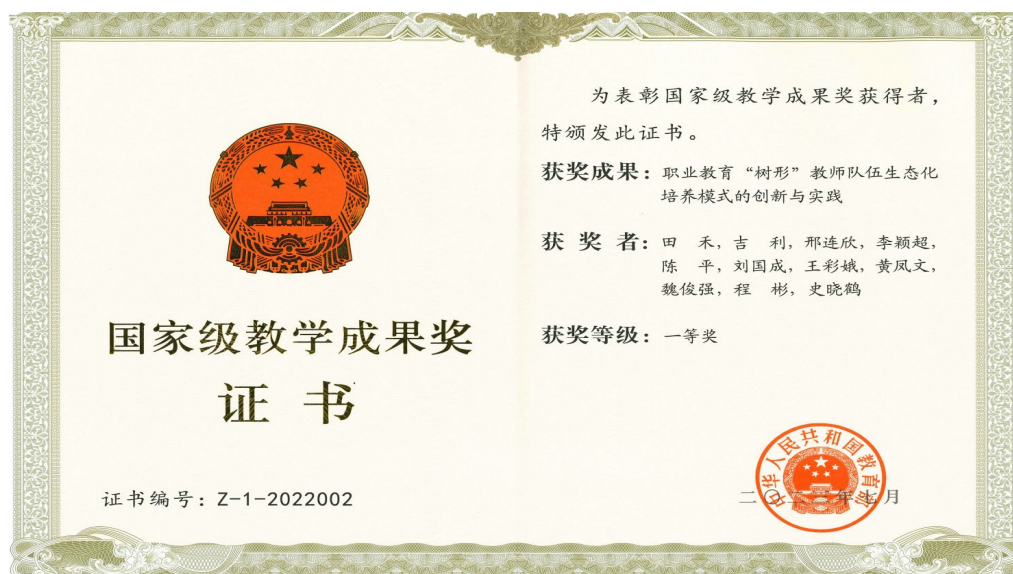 国家级教学成果奖
证 书
证书编号：Z-1-2022002
为表彰国家级教学成果奖获得者，
特颁发此证书。
获奖成果：职业教育“树形”教师队伍生态化
培养模式的创新与实践
获 奖 者：田 禾，吉 利，邢连欣，李颖超，
陈 平，刘国成，王彩娥，黄凤文，
魏俊强，程 彬，史晓鹤
获奖等级：一等奖
中华人民共和国教育部
年七月